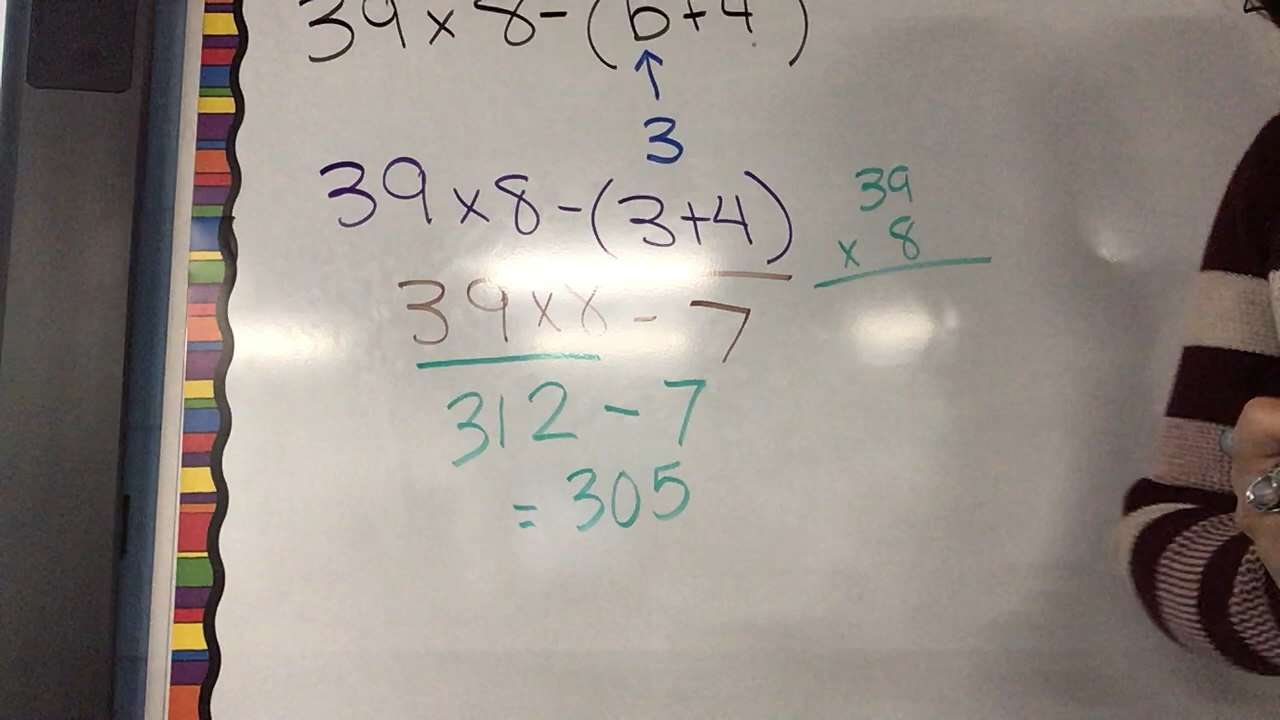 39 x 8 - (b + 4)
↑
3
39 x 8 - (3 + 4)
39 x 8 - 7
312 - 7
= 305
39
x 8